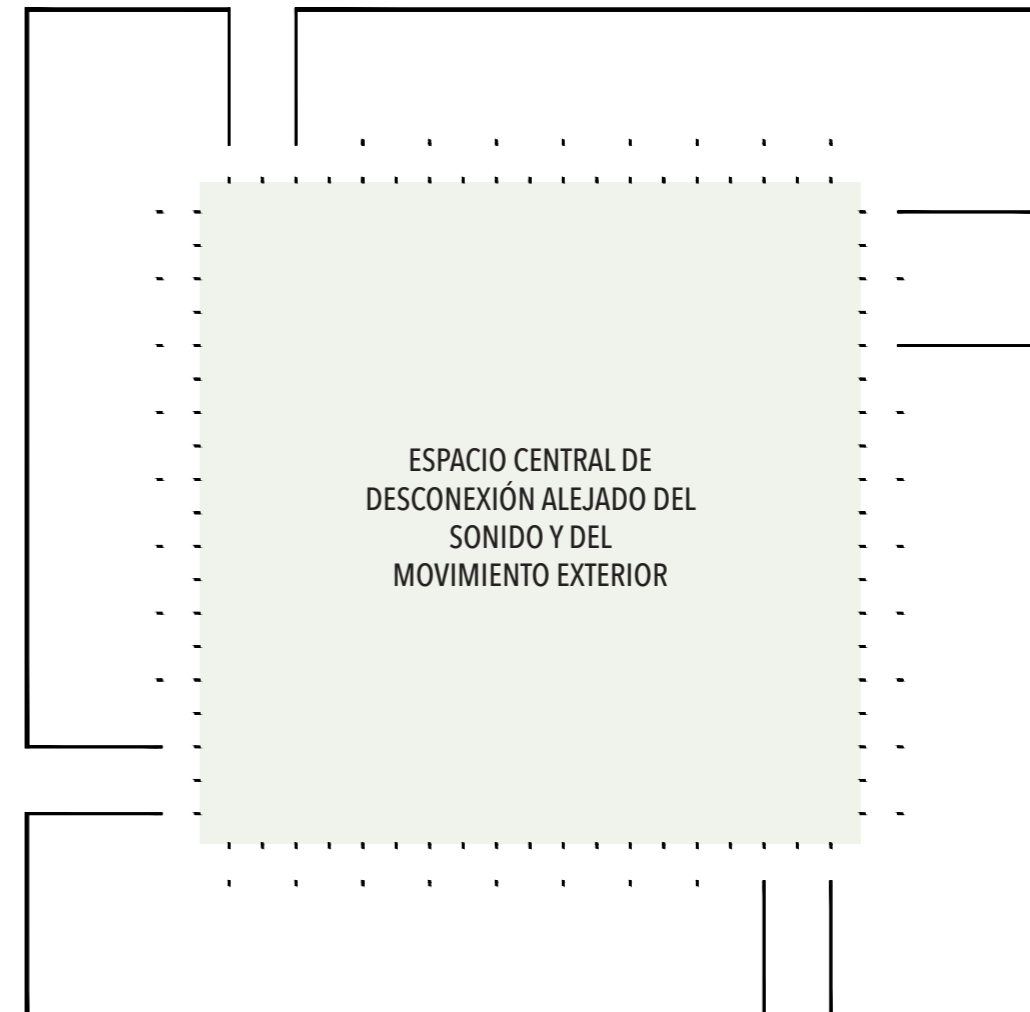 ESPACIO CENTRAL DE
DESCONEXIÓN ALEJADO DEL
SONIDO Y DEL
MOVIMIENTO EXTERIOR